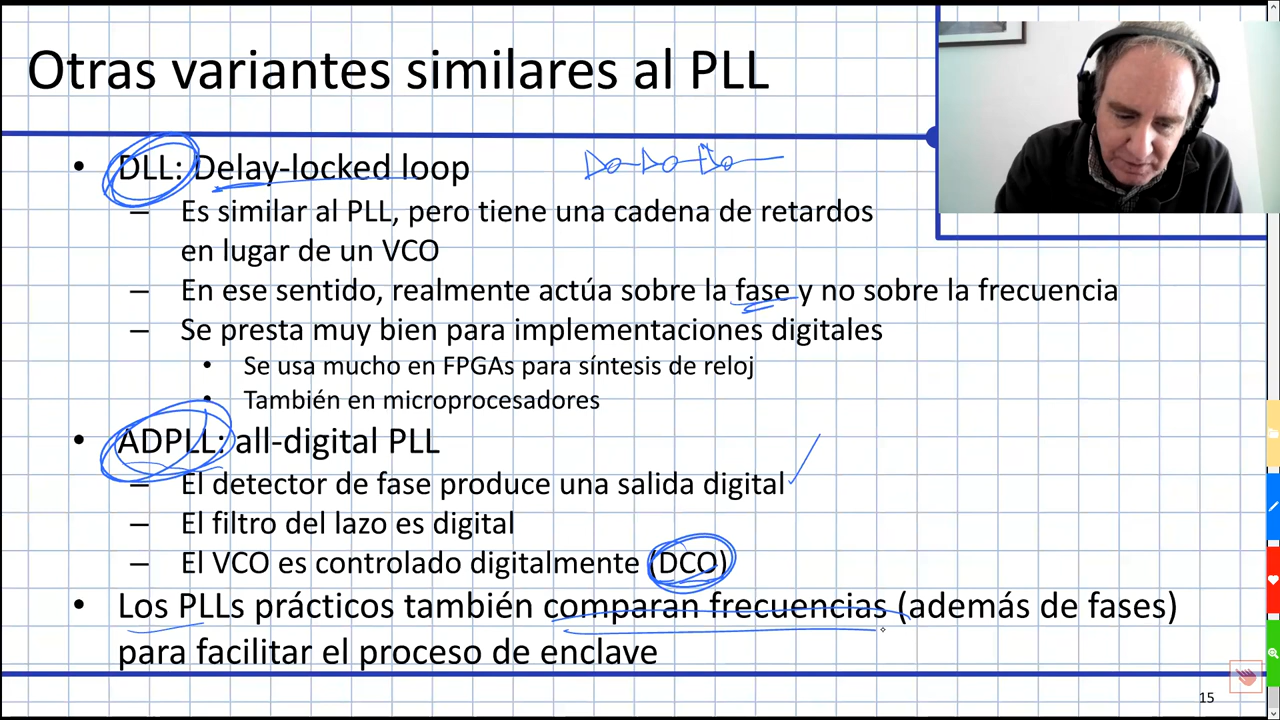 Otras variantes similares al PLL
• DLL: Delay-locked loop
– Es similar al PLL, pero tiene una cadena de retardos
en lugar de un VCO
– En ese sentido, realmente actúa sobre la fase y no sobre la frecuencia
– Se presta muy bien para implementaciones digitales
• Se usa mucho en FPGAs para síntesis de reloj
• También en microprocesadores
• ADPLL: all-digital PLL
– El detector de fase produce una salida digital
– El filtro del lazo es digital
– El VCO es controlado digitalmente (DCO)
• Los PLLs prácticos también comparan frecuencias (además de fases)
para facilitar el proceso de enclave
15